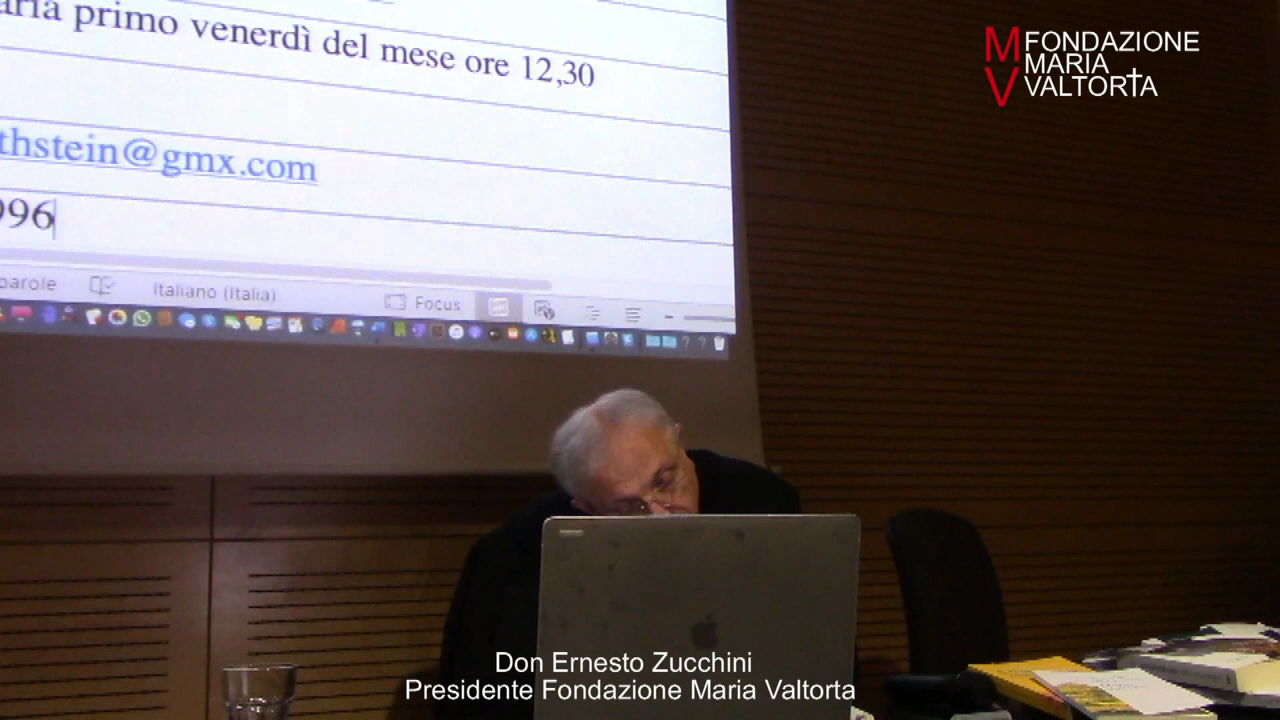 primo venerdì del mese ore 12,30
thstein@gmx.com
996
parole Italiano (Italia) Focus
MV FONDAZIONE
MARIA
VALTORTA
Don Ernesto Zucchini
Presidente Fondazione Maria Valtorta